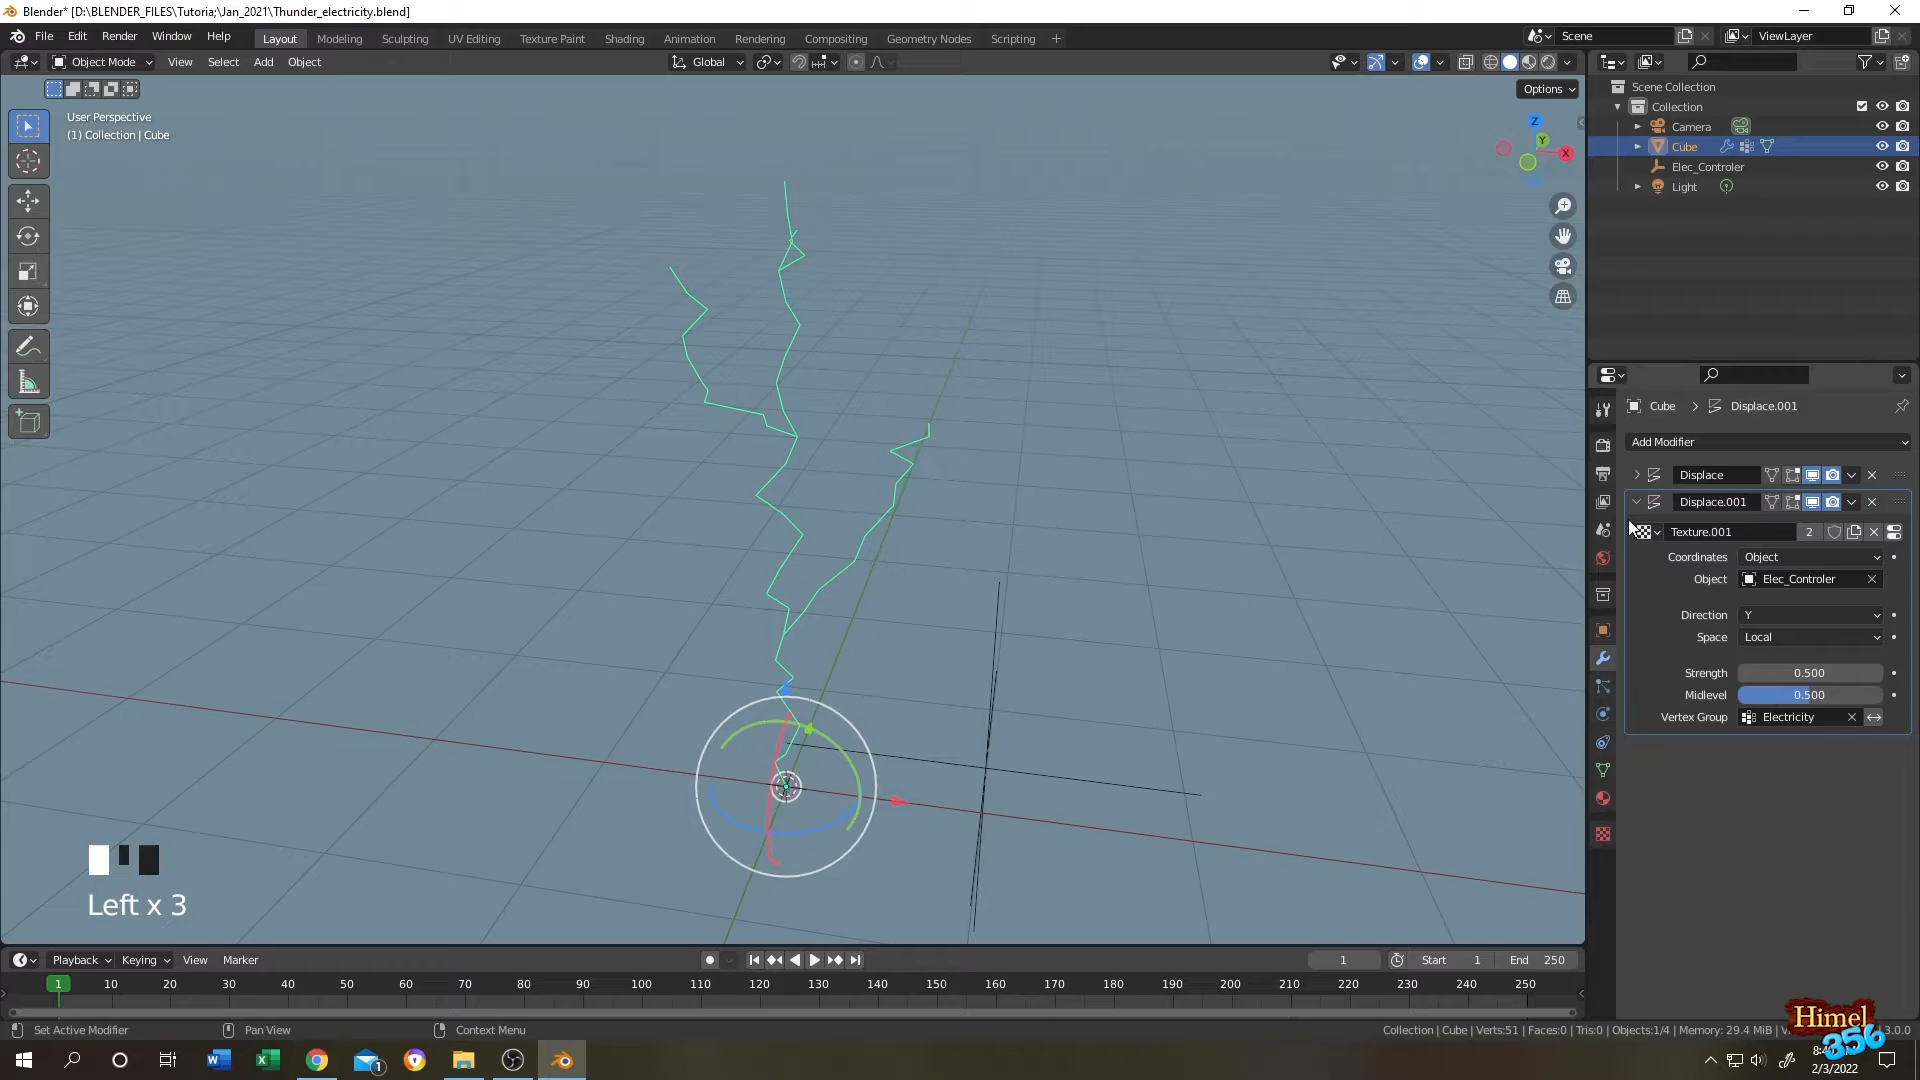 Blender* [D:\BLENDER_FILES\Tutoria;\Jan_2021\Thunder_electricity.blend]
File Edit Render Window Help Layout Modeling Sculpting UV Editing Texture Paint Shading Animation Rendering Compositing Geometry Nodes Scripting + Scene ViewLayer
Object Mode View Select Add Object Global
Options
User Perspective
(1) Collection | Cube
Z
Y
X
Scene Collection
Collection
Camera
Cube
Elec_Controler
Light
Cube > Displace.001
Add Modifier
Displace
Displace.001
Texture.001 2
Coordinates Object
Object Elec_Controler
Direction Y
Space Local
Strength 0.500
Midlevel 0.500
Vertex Group Electricity
Left x 3
Playback Keying View Marker 1 Start 1 End 250
1 10 20 30 40 50 60 70 80 90 100 110 120 130 140 150 160 170 180 190 200 210 220 230 240 250
Set Active Modifier Pan View Context Menu Collection | Cube | Verts:51 | Faces:0 | Tris:0 | Objects:1/4 | Memory: 29.4 MiB | 3.0.0
Himel
356
1
2/3/2022